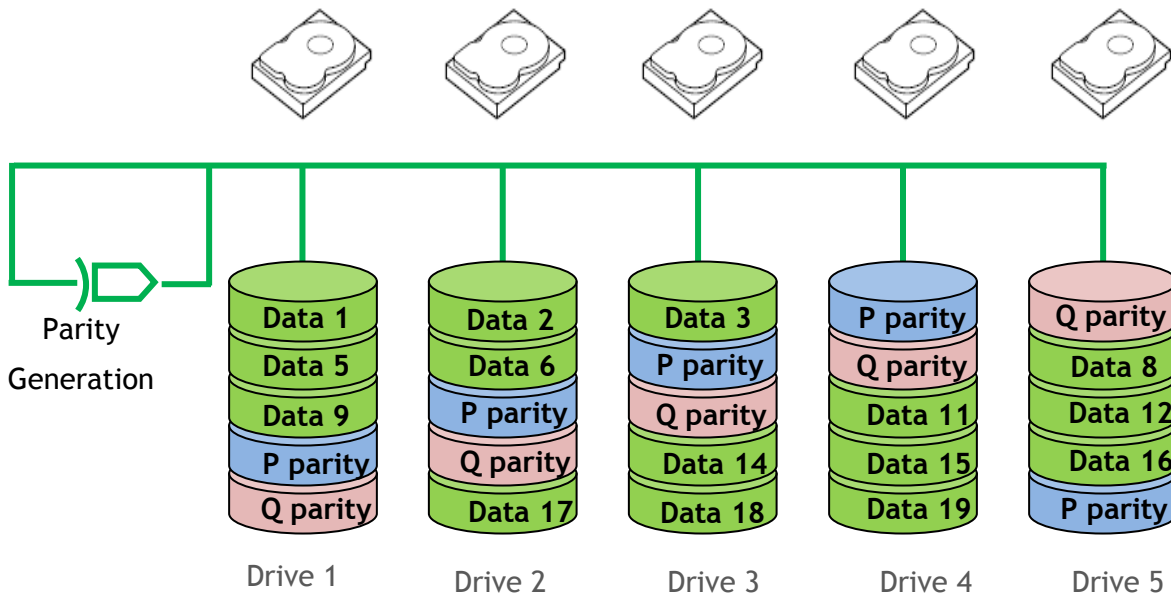 Parity
Generation
Data 1
Data 5
Data 9
P parity
Q parity
Drive 1
Data 2
Data 6
P parity
Q parity
Data 17
Drive 2
Data 3
P parity
Q parity
Data 14
Data 18
Drive 3
P parity
Q parity
Data 11
Data 15
Data 19
Drive 4
Q parity
Data 8
Data 12
Data 16
P parity
Drive 5